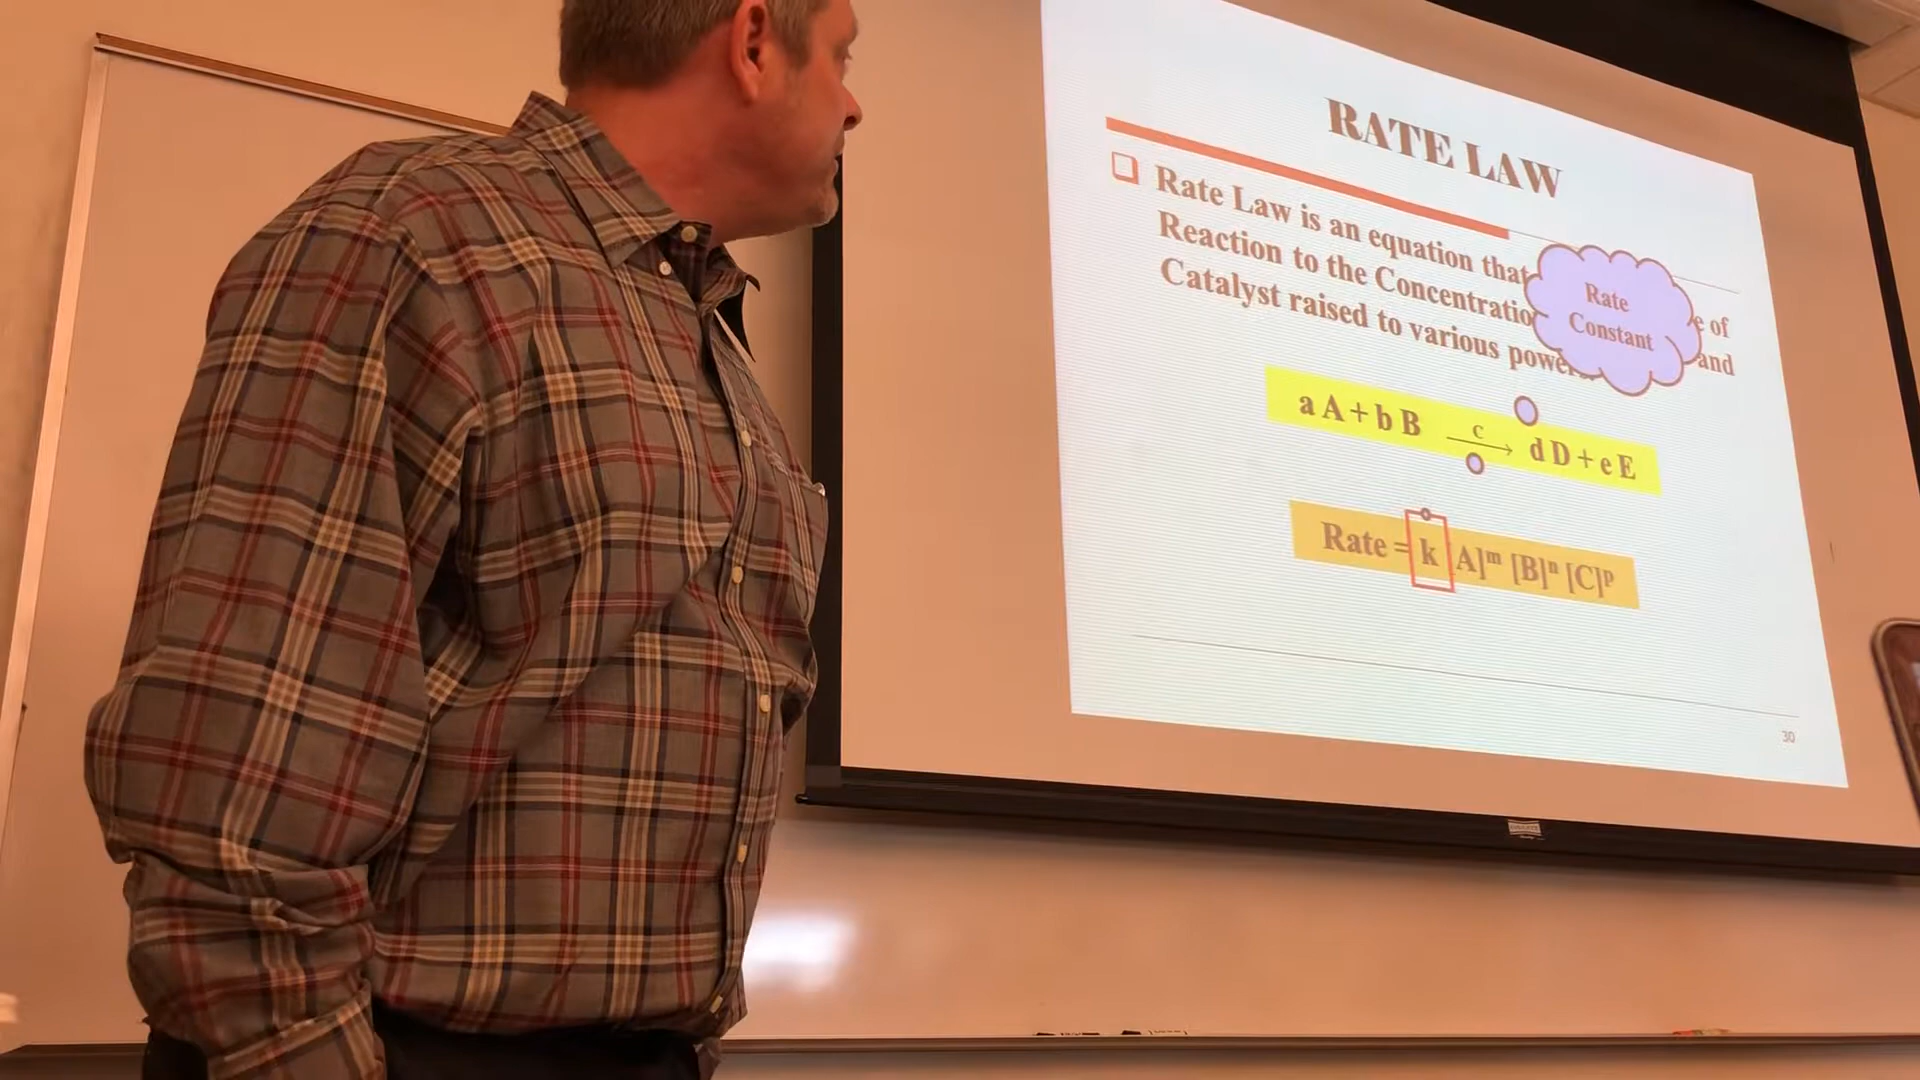 RATE LAW
Rate Law is an equation that e of
Reaction to the Concentratio and
Catalyst raised to various powers.
Rate
Constant
a A + b B c → d D + e E
Rate = k A]ᵐ [B]ⁿ [C]ᵖ
30